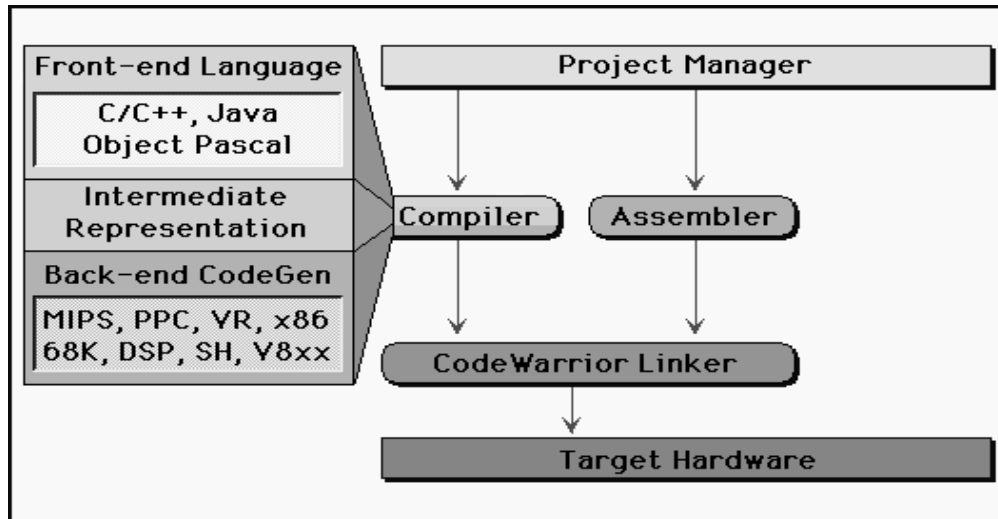 Front-end Language
C/C++, Java
Object Pascal
Intermediate
Representation
Back-end CodeGen
MIPS, PPC, VR, x86
68K, DSP, SH, V8xx
Project Manager
Compiler
Assembler
CodeWarrior Linker
Target Hardware